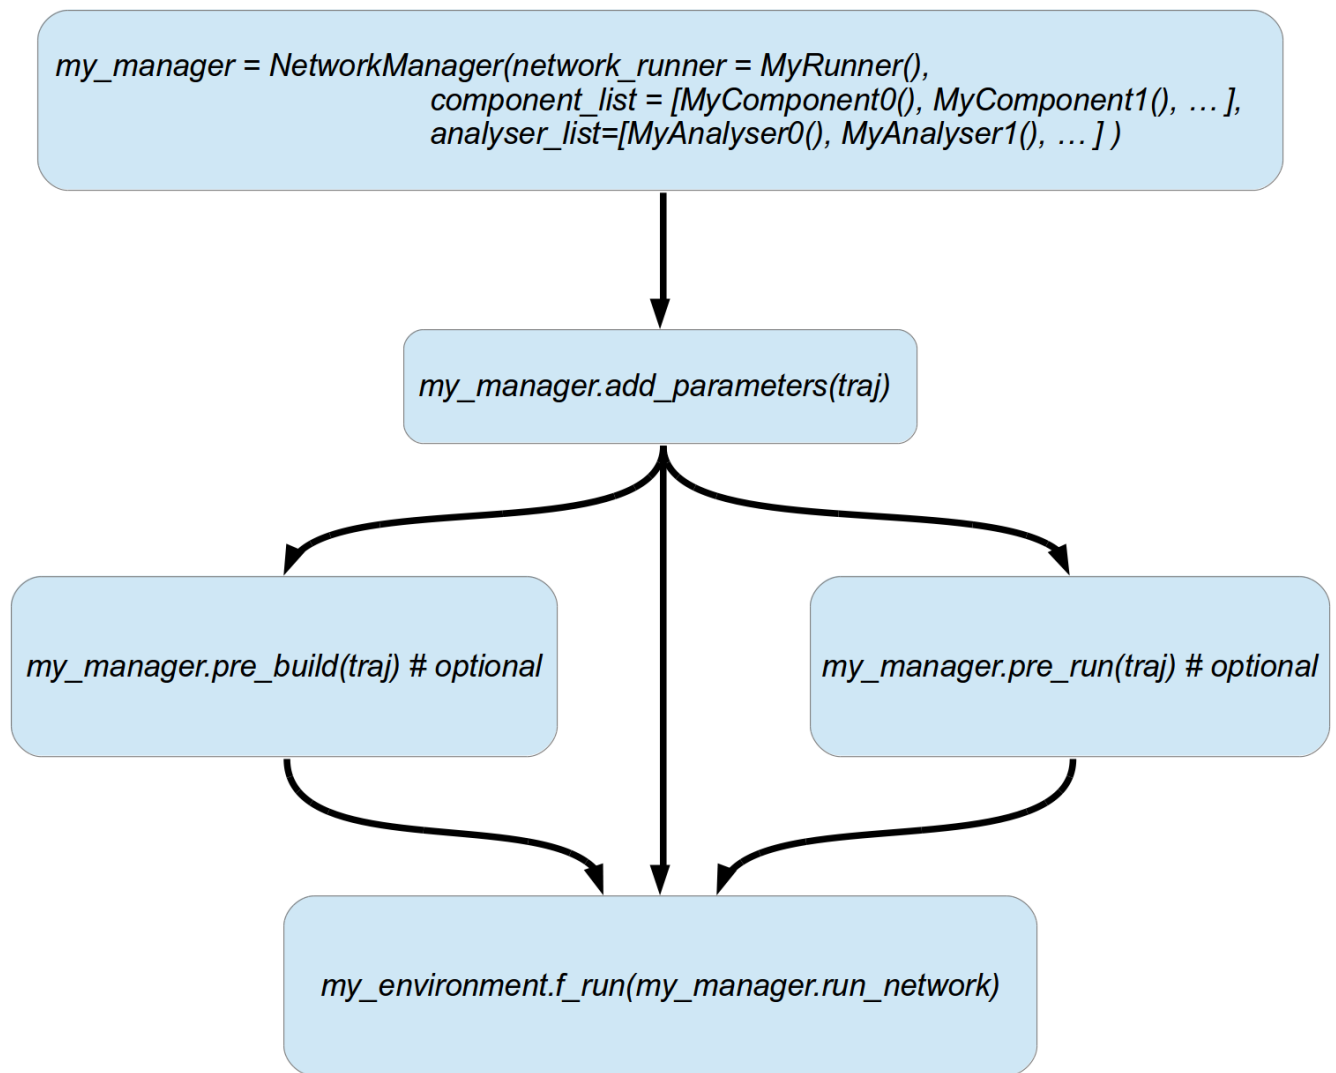 my_manager = NetworkManager(network_runner = MyRunner(),
component_list = [MyComponent0(), MyComponent1(), … ],
analyser_list=[MyAnalyser0(), MyAnalyser1(), … ] )
my_manager.add_parameters(traj)
my_manager.pre_build(traj) # optional
my_manager.pre_run(traj) # optional
my_environment.f_run(my_manager.run_network)